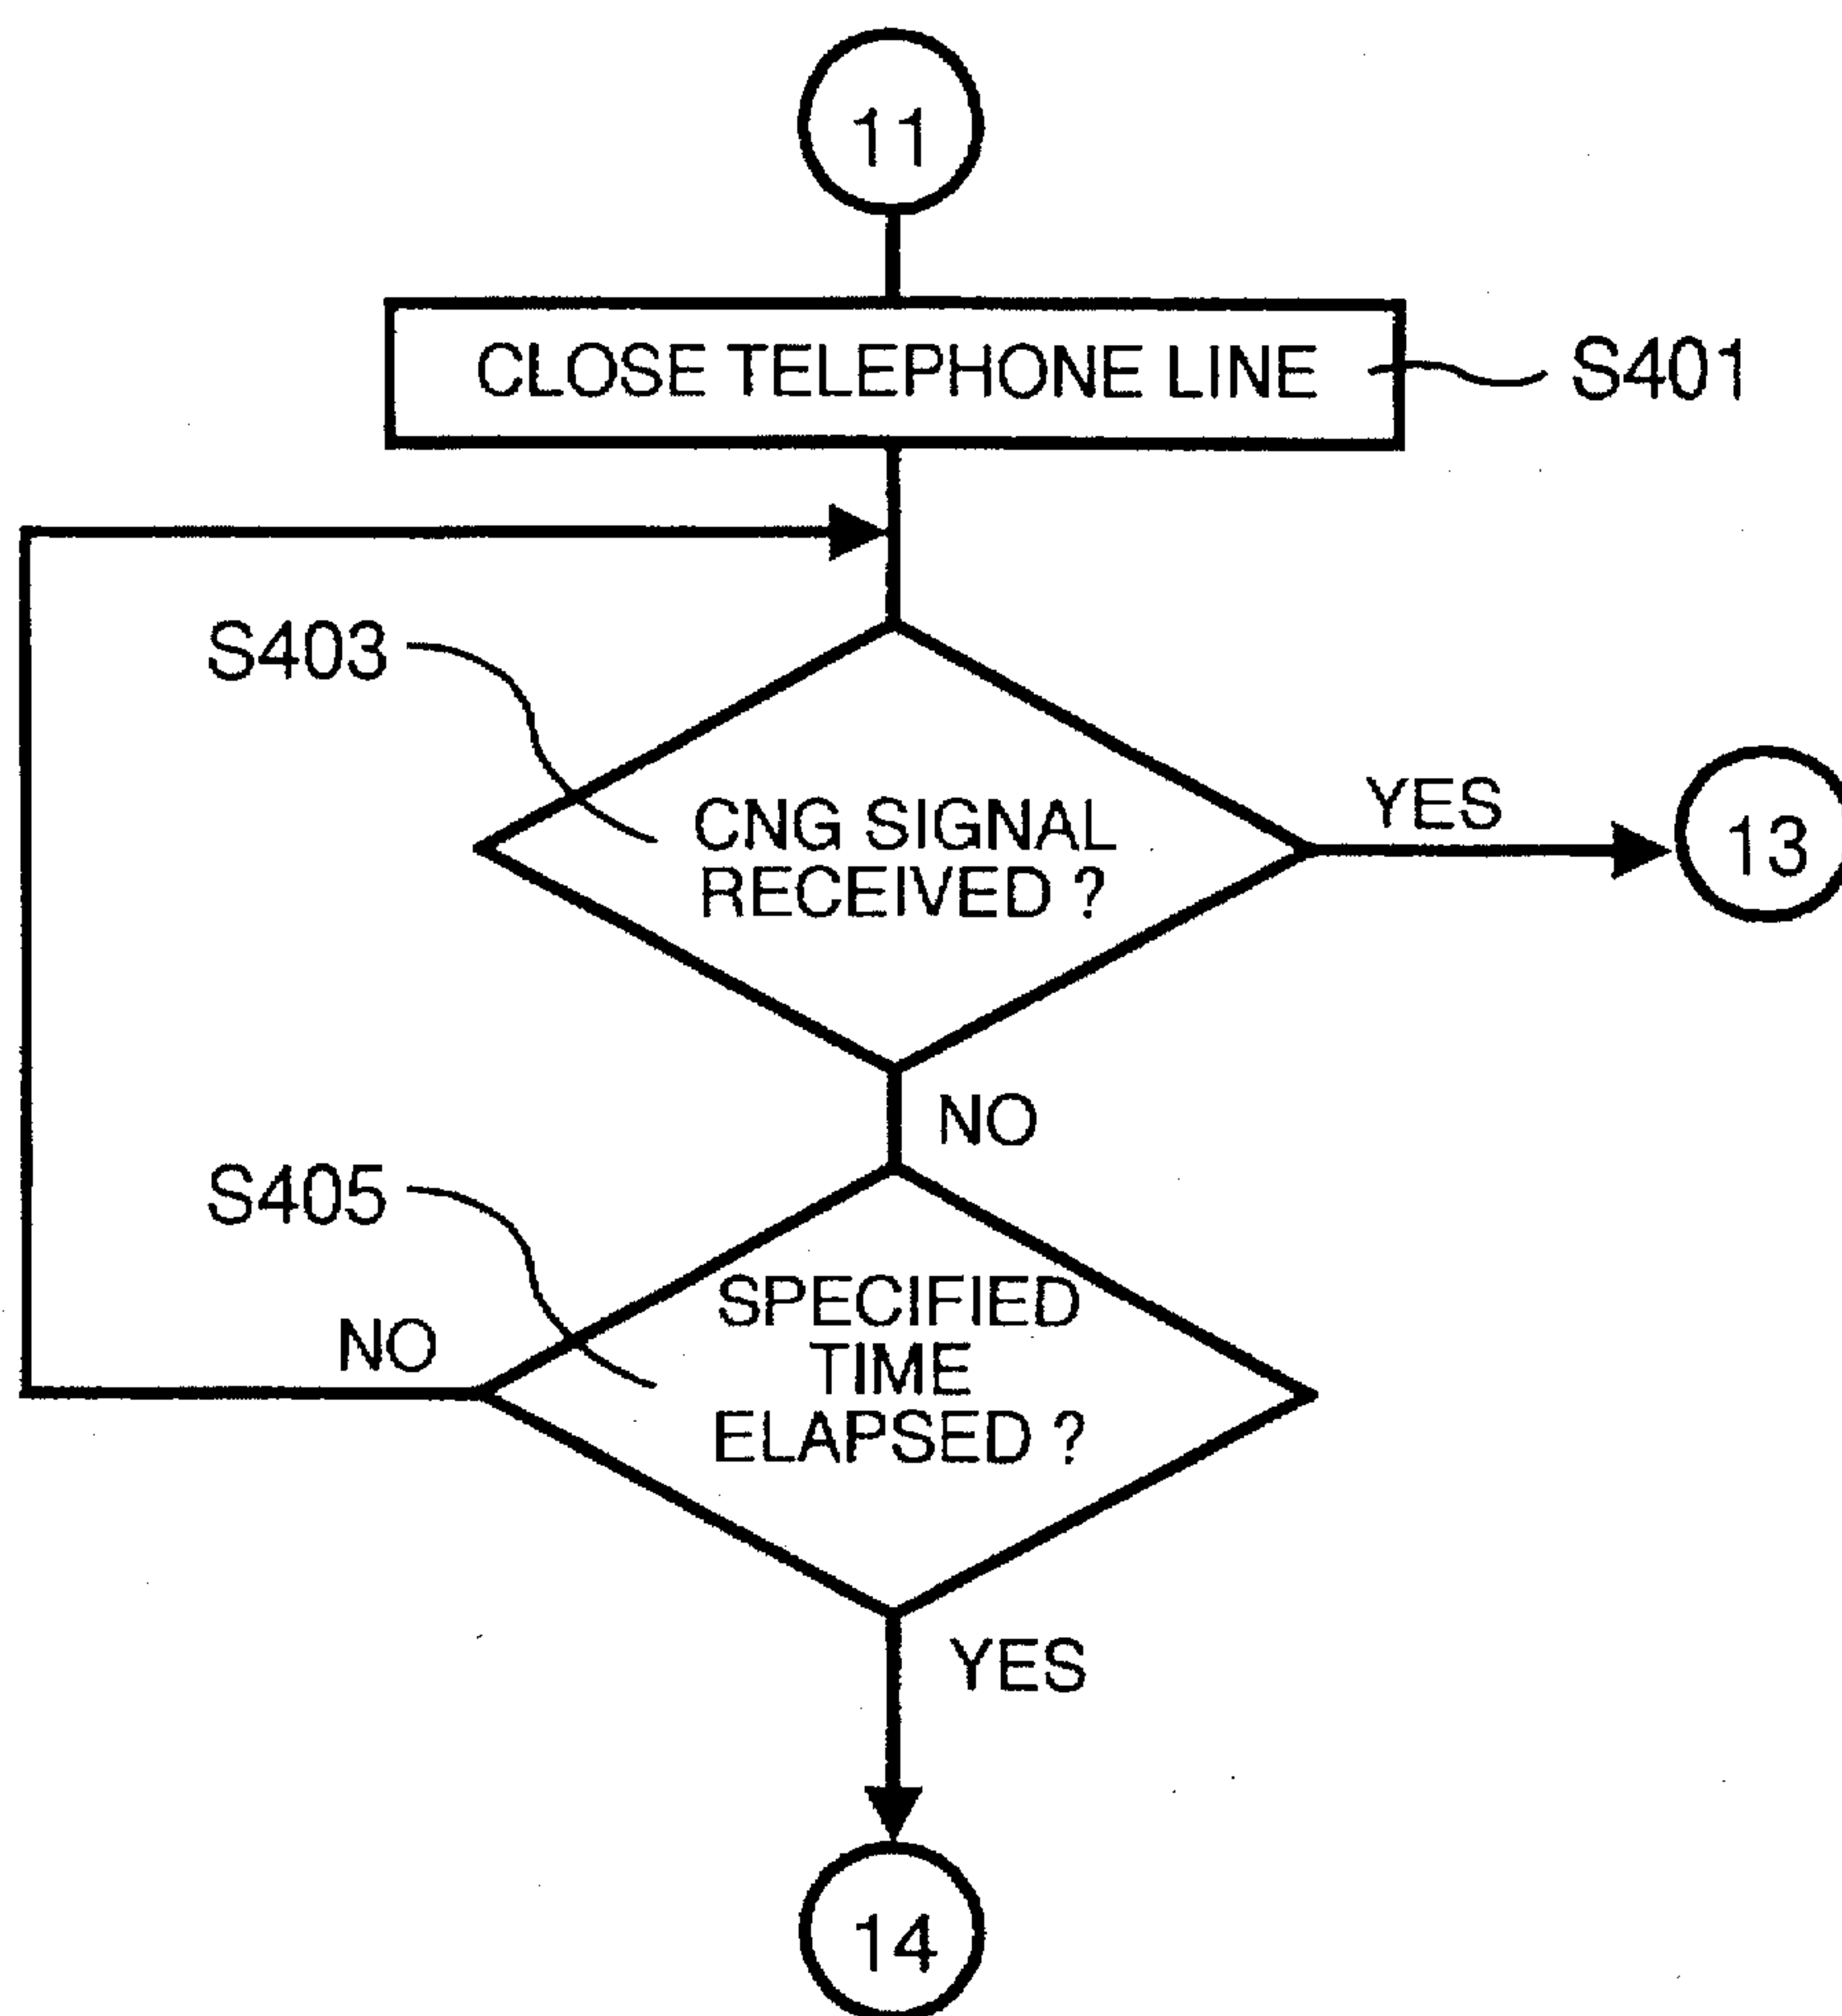 11
CLOSE TELEPHONE LINE
S401
S403
CNG SIGNAL
RECEIVED ?
YES
13
NO
S405
SPECIFIED
TIME
ELAPSED ?
NO
YES
14